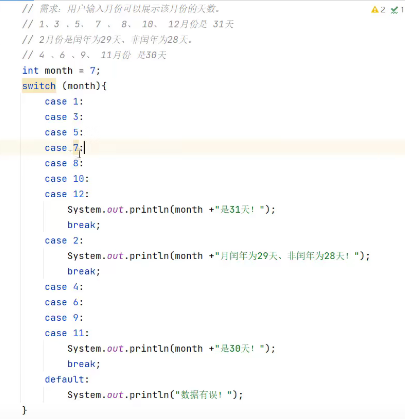 // 需求：用户输入月份可以展示该月份的天数。
// 1、3 、5、 7 、 8、 10、 12月份是 31天
// 2月份是闰年为29天、非闰年为28天。
// 4 、6 、9、 11月份 是30天
int month = 7;
switch (month){
case 1:
case 3:
case 5:
case 7:
case 8:
case 10:
case 12:
System.out.println(month +"是31天！");
break;
case 2:
System.out.println(month +"月闰年为29天、非闰年为28天！");
break;
case 4:
case 6:
case 9:
case 11:
System.out.println(month +"是30天！");
break;
default:
System.out.println("数据有误！");
}
2 1